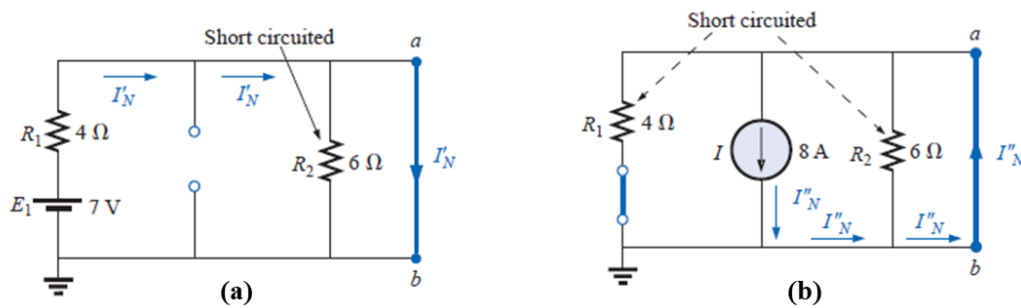 Short circuited
a
I′N
I′N
R1
4 Ω
R2
6 Ω
I′N
E1
7 V
b
(a)
Short circuited
a
R1
4 Ω
I
8 A
R2
6 Ω
I″N
I″N
I″N
I″N
b
(b)